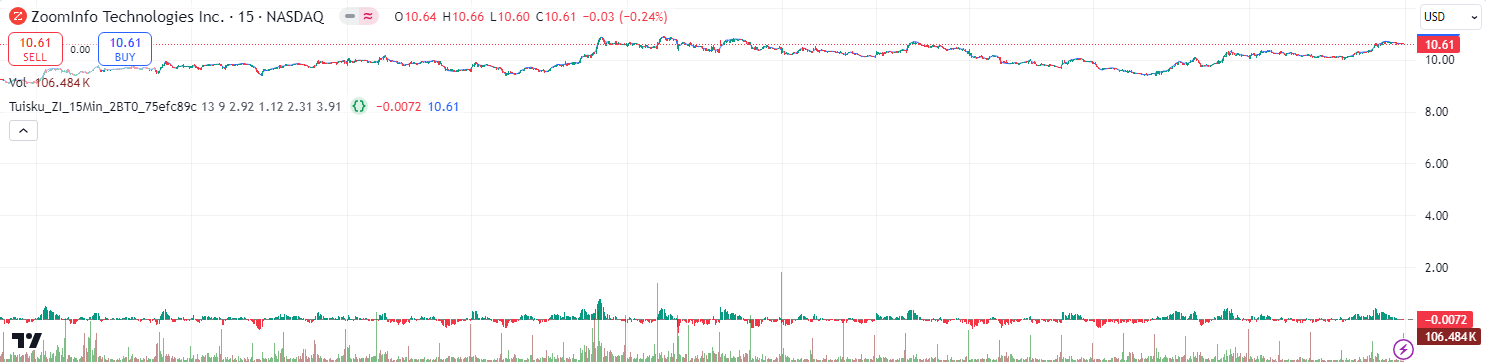 ZoomInfo Technologies Inc. · 15 · NASDAQ O10.64 H10.66 L10.60 C10.61 −0.03 (−0.24%)
USD
10.61 SELL
0.00
10.61 BUY
Vol 106.484 K
Tuisku_ZI_15Min_2BT0_75efc89c 13 9 2.92 1.12 2.31 3.91 {} −0.0072 10.61
10.61
10.00
8.00
6.00
4.00
2.00
−0.0072
106.484 K